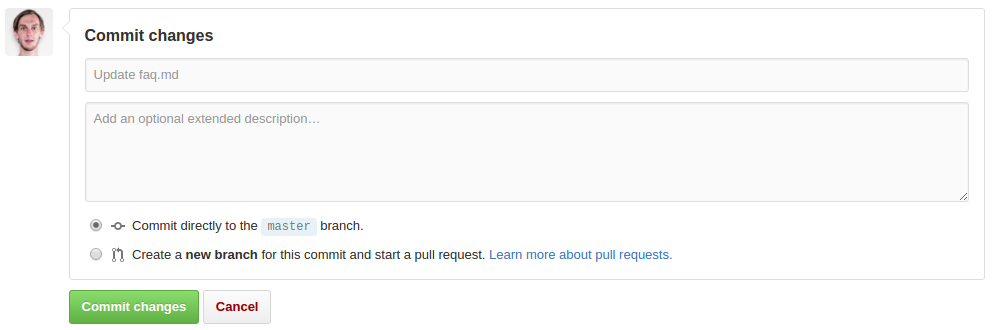 Commit changes
Update faq.md
Add an optional extended description…
Commit directly to the master branch.
Create a new branch for this commit and start a pull request. Learn more about pull requests.
Commit changes Cancel